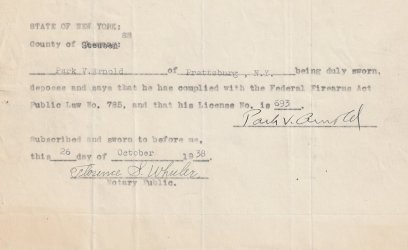 STATE OF NEW YORK:
SS
County of Steuben:
Park V.Arnold of Prattsburg, N.Y. being duly sworn,
deposes and says that he has complied with the Federal Firearms Act
Public Law No. 785, and that his License No. is 693.
Park V. Arnold
Subscribed and sworn to before me,
this 26 day of October 1938.
S. Wheeler
Notary Public.